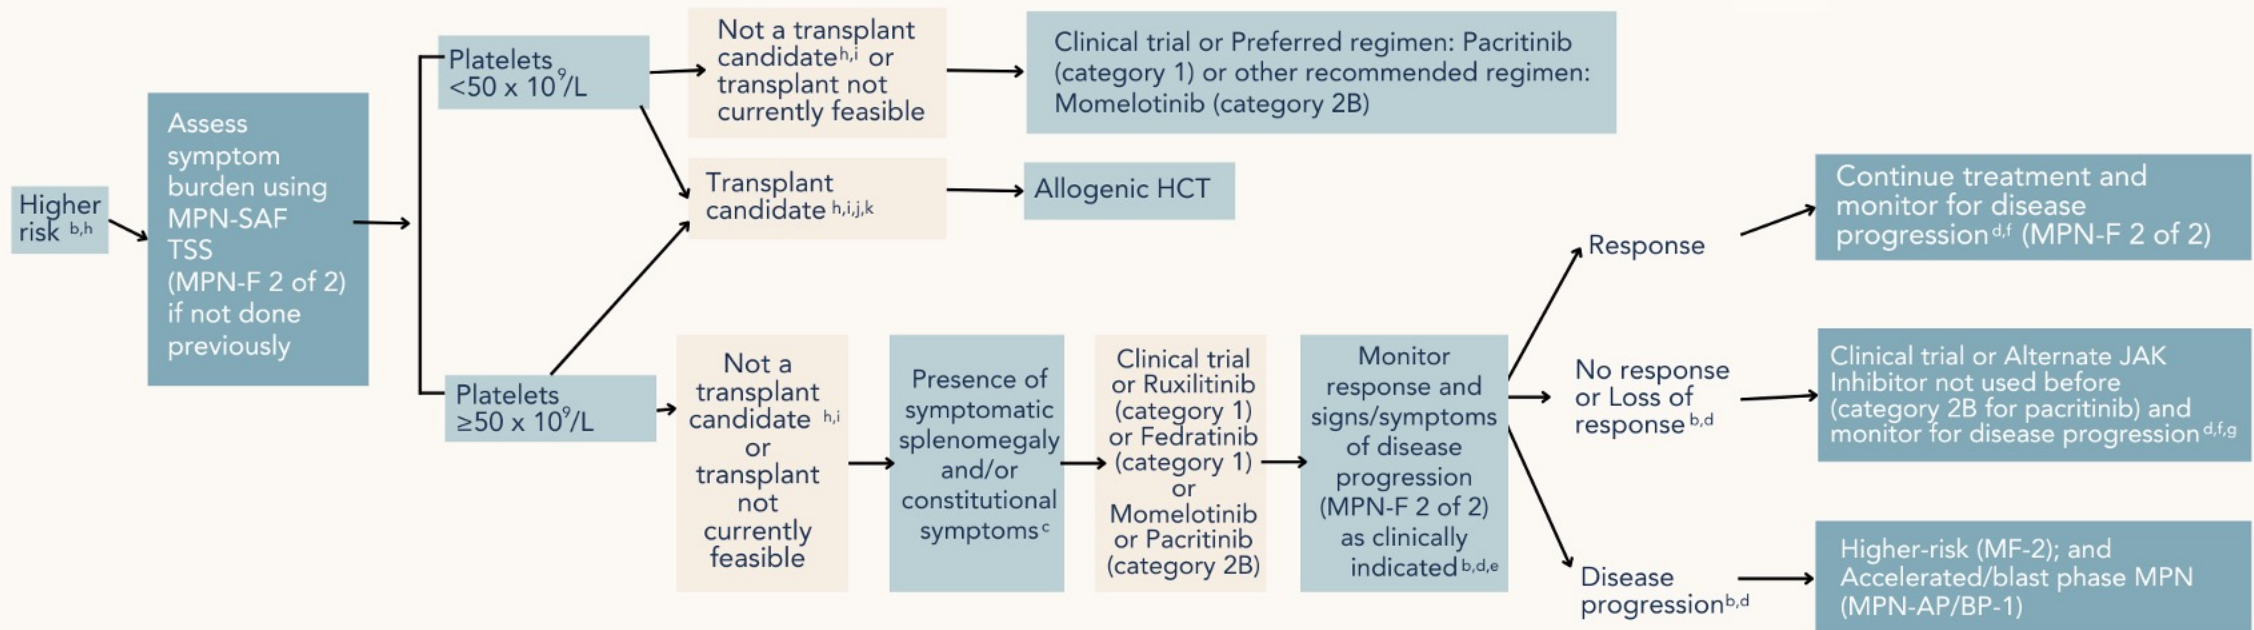 Higher
risk b,h
Assess
symptom
burden using
MPN-SAF
TSS
(MPN-F 2 of 2)
if not done
previously
Platelets
<50 x 10⁹/L
Not a transplant
candidate h,i or
transplant not
currently feasible
Clinical trial or Preferred regimen: Pacritinib
(category 1) or other recommended regimen:
Momelotinib (category 2B)
Transplant
candidate h,i,j,k
Allogenic HCT
Platelets
≥50 x 10⁹/L
Not a
transplant
candidate h,i
or
transplant
not
currently
feasible
Presence of
symptomatic
splenomegaly
and/or
constitutional
symptoms c
Clinical trial
or Ruxilitinib
(category 1)
or Fedratinib
(category 1)
or
Momelotinib
or Pacritinib
(category 2B)
Monitor
response and
signs/symptoms
of disease
progression
(MPN-F 2 of 2)
as clinically
indicated b,d,e
Response
Continue treatment and
monitor for disease
progression d,f (MPN-F 2 of 2)
No response
or Loss of
response b,d
Clinical trial or Alternate JAK
Inhibitor not used before
(category 2B for pacritinib) and
monitor for disease progression d,f,g
Disease
progression b,d
Higher-risk (MF-2); and
Accelerated/blast phase MPN
(MPN-AP/BP-1)